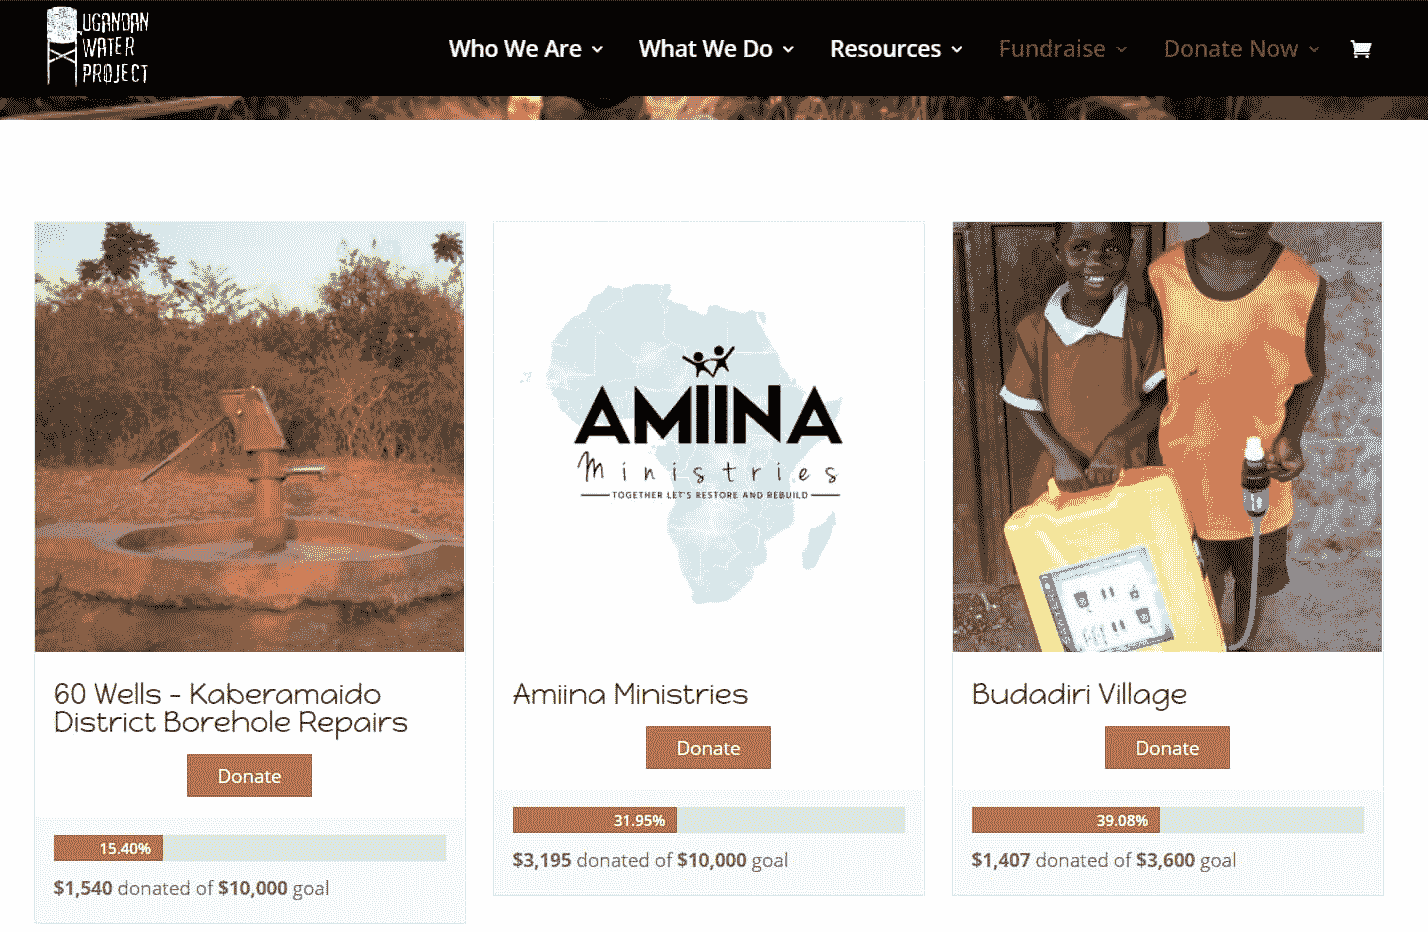 UGANDAN
WATER
PROJECT
Who We Are
What We Do
Resources
Fundraise
Donate Now
AMIINA
Ministries
TOGETHER LET'S RESTORE AND REBUILD
60 Wells - Kaberamaido
District Borehole Repairs
Donate
15.40%
$1,540 donated of $10,000 goal
Amiina Ministries
Donate
31.95%
$3,195 donated of $10,000 goal
Budadiri Village
Donate
39.08%
$1,407 donated of $3,600 goal